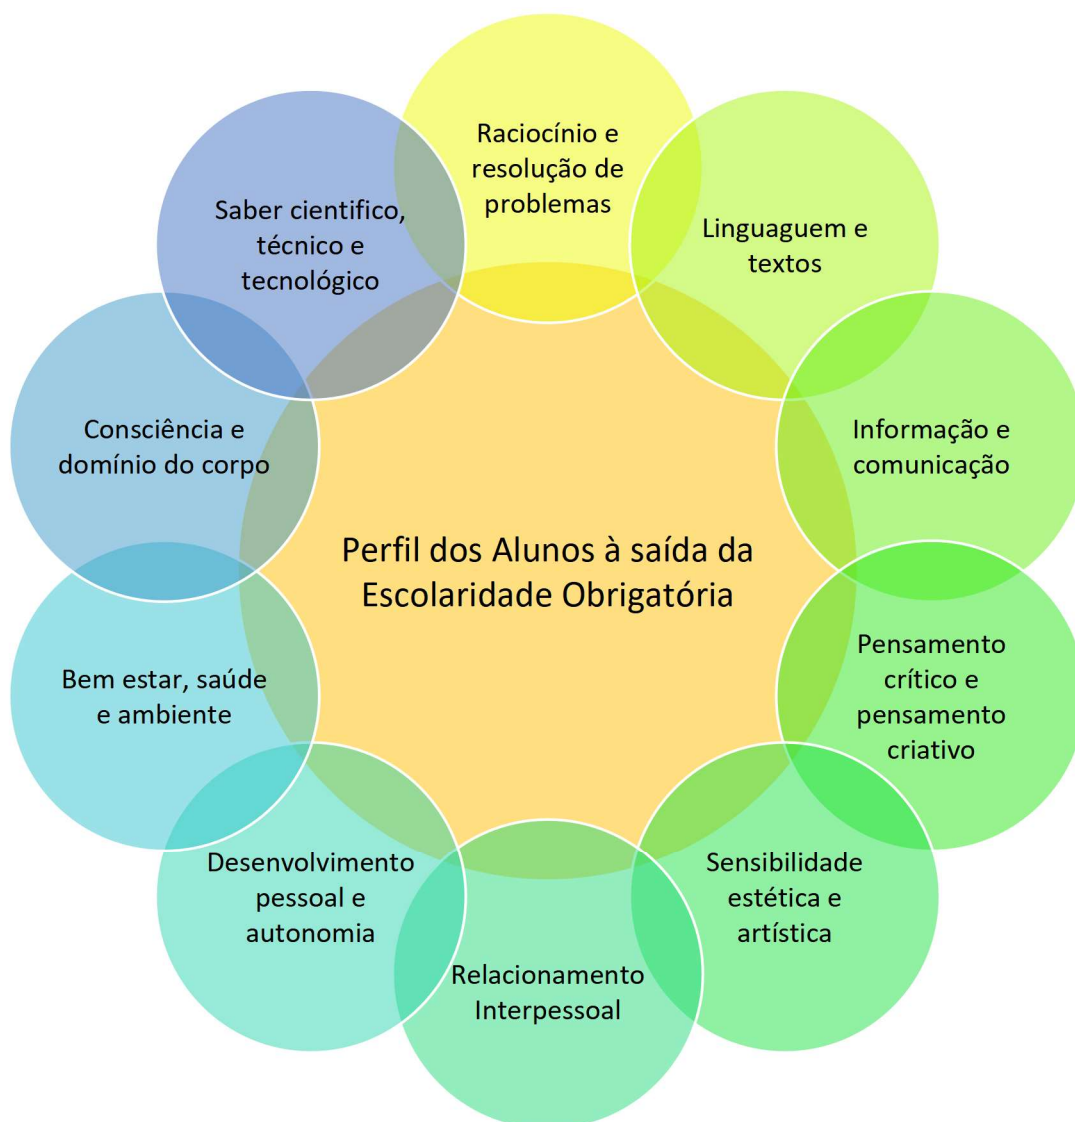 Raciocínio e
resolução de
problemas
Linguaguem e
textos
Informação e
comunicação
Pensamento
crítico e
pensamento
criativo
Sensibilidade
estética e
artística
Relacionamento
Interpessoal
Desenvolvimento
pessoal e
autonomia
Bem estar, saúde
e ambiente
Consciência e
domínio do corpo
Saber cientifico,
técnico e
tecnológico
Perfil dos Alunos à saída da
Escolaridade Obrigatória